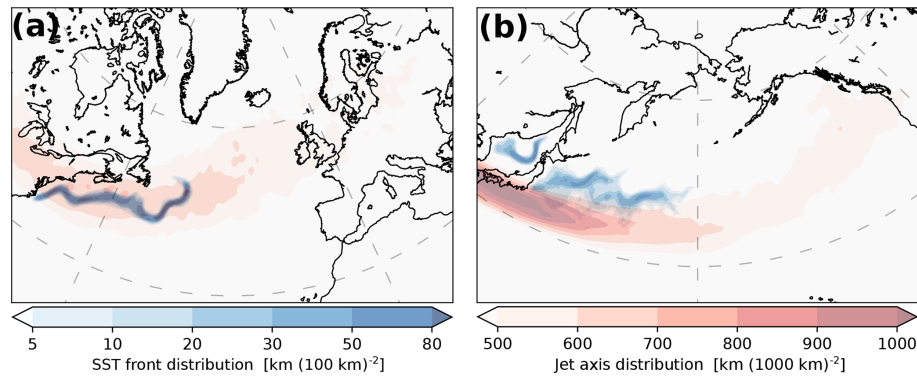 (a)
(b)
5 10 20 30 50 80
SST front distribution [km (100 km)-2]
500 600 700 800 900 1000
Jet axis distribution [km (1000 km)-2]